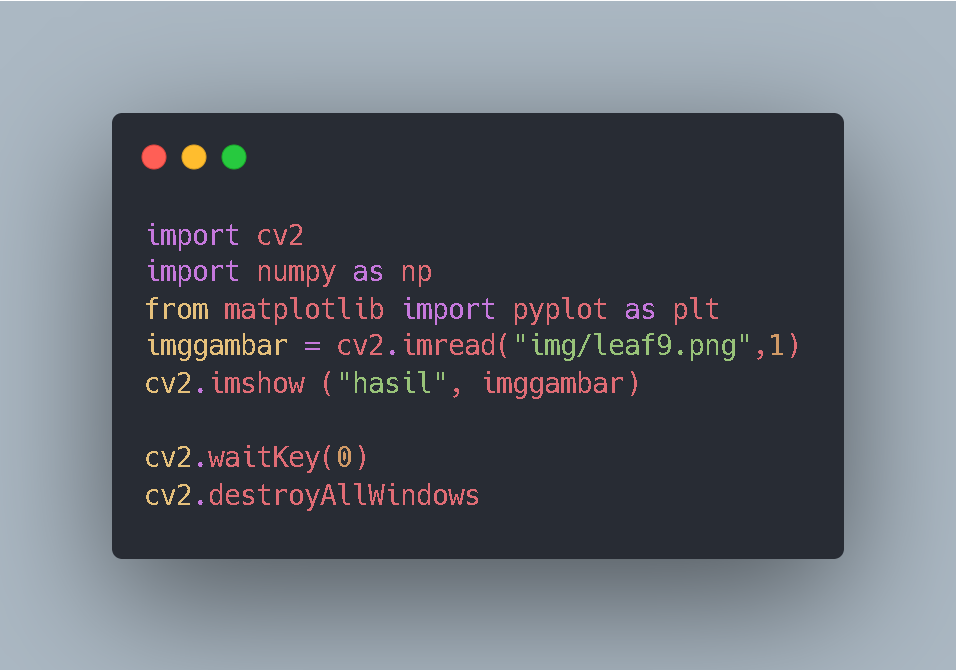 import cv2
import numpy as np
from matplotlib import pyplot as plt
imggambar = cv2.imread("img/leaf9.png",1)
cv2.imshow ("hasil", imggambar)
cv2.waitKey(0)
cv2.destroyAllWindows